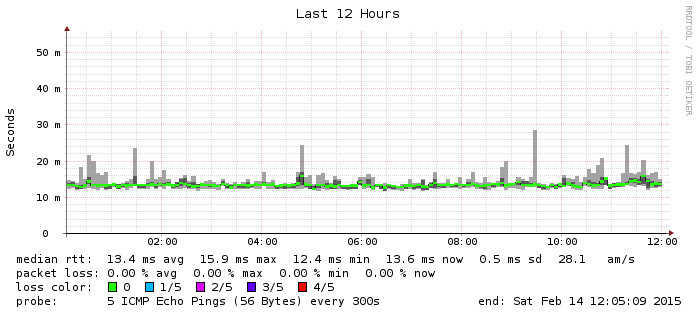 Last 12 Hours
RRDTOOL / TOBI OETIKER
Seconds
50 m
40 m
30 m
20 m
10 m
0
02:00 04:00 06:00 08:00 10:00 12:00
median rtt: 13.4 ms avg 15.9 ms max 12.4 ms min 13.6 ms now 0.5 ms sd 28.1 am/s
packet loss: 0.00 % avg 0.00 % max 0.00 % min 0.00 % now
loss color: 0 1/5 2/5 3/5 4/5
probe: 5 ICMP Echo Pings (56 Bytes) every 300s end: Sat Feb 14 12:05:09 2015